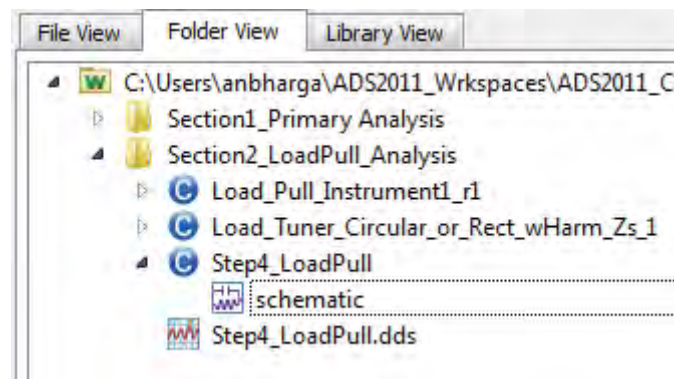 File View Folder View Library View
C:\Users\anbharga\ADS2011_Wrkspaces\ADS2011_C
Section1_Primary Analysis
Section2_LoadPull_Analysis
Load_Pull_Instrument1_r1
Load_Tuner_Circular_or_Rect_wHarm_Zs_1
Step4_LoadPull
schematic
Step4_LoadPull.dds